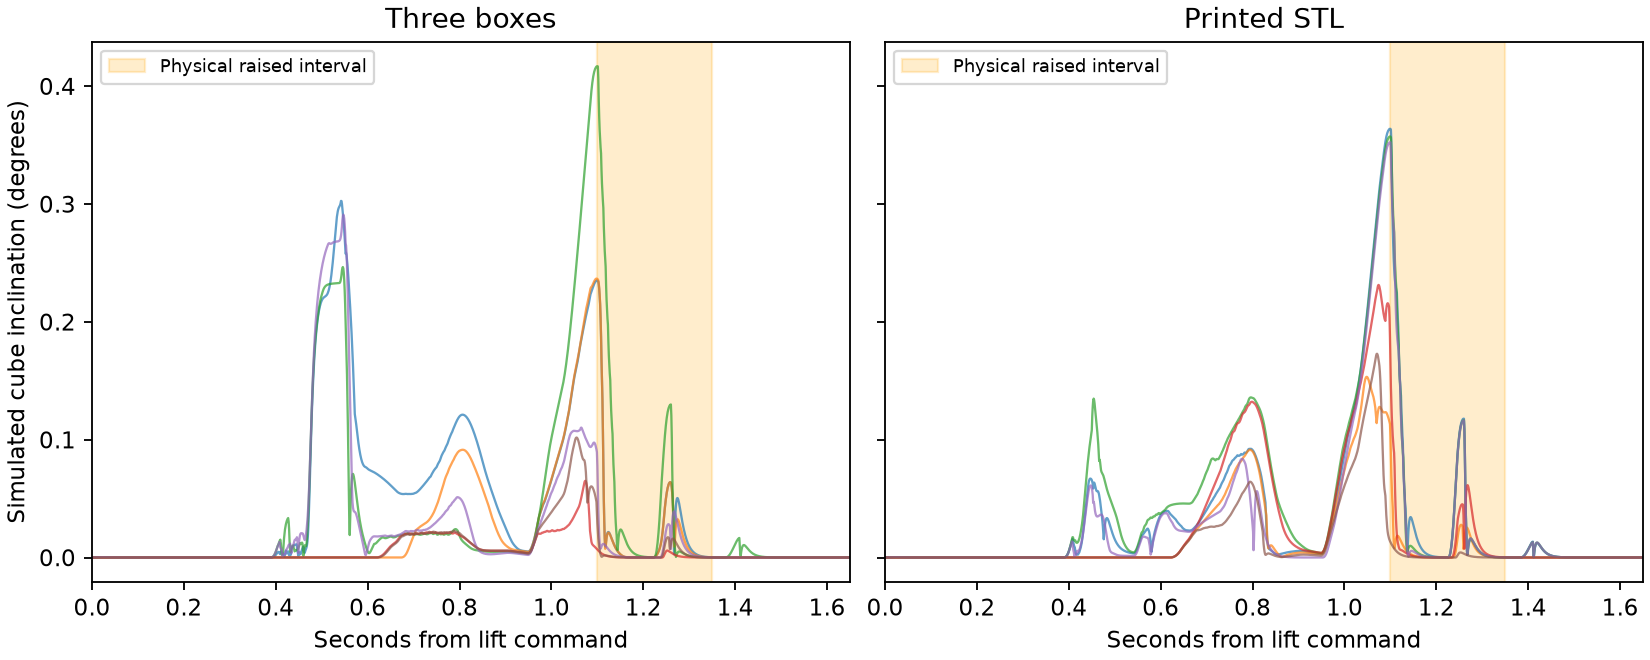 Three boxes
Printed STL
Physical raised interval
Physical raised interval
Simulated cube inclination (degrees)
0.4
0.3
0.2
0.1
0.0
0.0 0.2 0.4 0.6 0.8 1.0 1.2 1.4 1.6
0.0 0.2 0.4 0.6 0.8 1.0 1.2 1.4 1.6
Seconds from lift command
Seconds from lift command